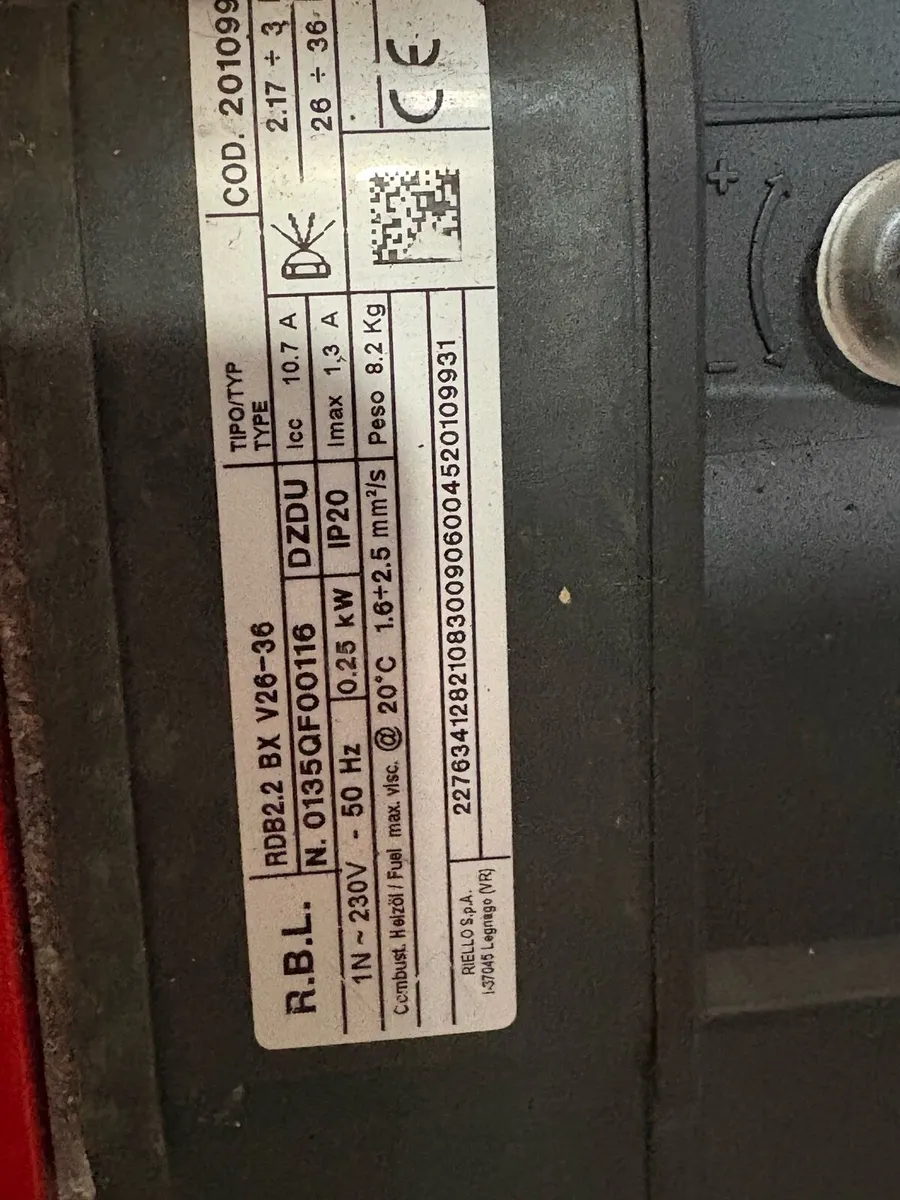 R.B.L.
RDB2.2 BX V26-36
TIPO/TYP
TYPE
COD. 201099
N. 0135QF00116
DZDU
Icc 10.7 A
2.17 ÷ 3
1N ~ 230V - 50 Hz
0.25 kW
IP20
Imax 1,3 A
26 ÷ 36
Combust. Heizöl / Fuel max. visc. @ 20°C 1.6÷2.5 mm²/s
Peso 8.2 Kg
CE
RIELLO S.p.A.
I-37045 Legnago (VR)
2276341282108300906004520109931
+
−